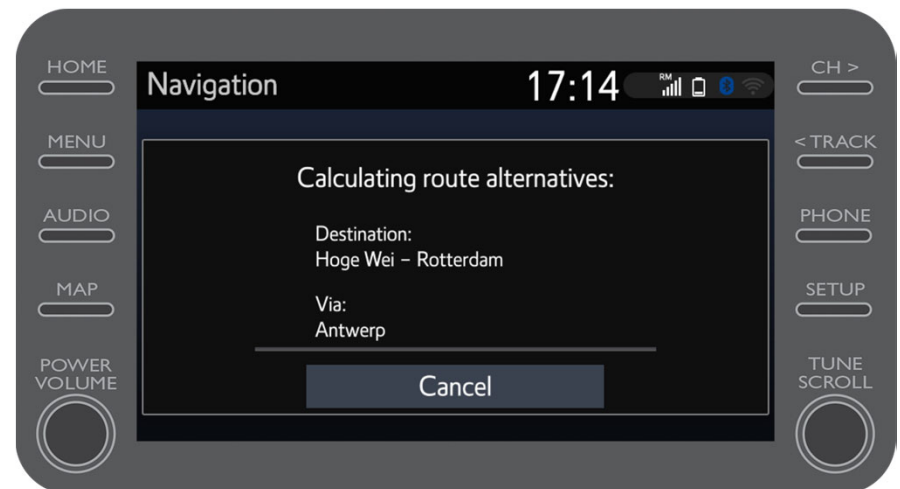 HOME
MENU
AUDIO
MAP
POWER
VOLUME
Navigation
17:14
RM
Calculating route alternatives:
Destination:
Hoge Wei – Rotterdam
Via:
Antwerp
Cancel
CH >
< TRACK
PHONE
SETUP
TUNE
SCROLL